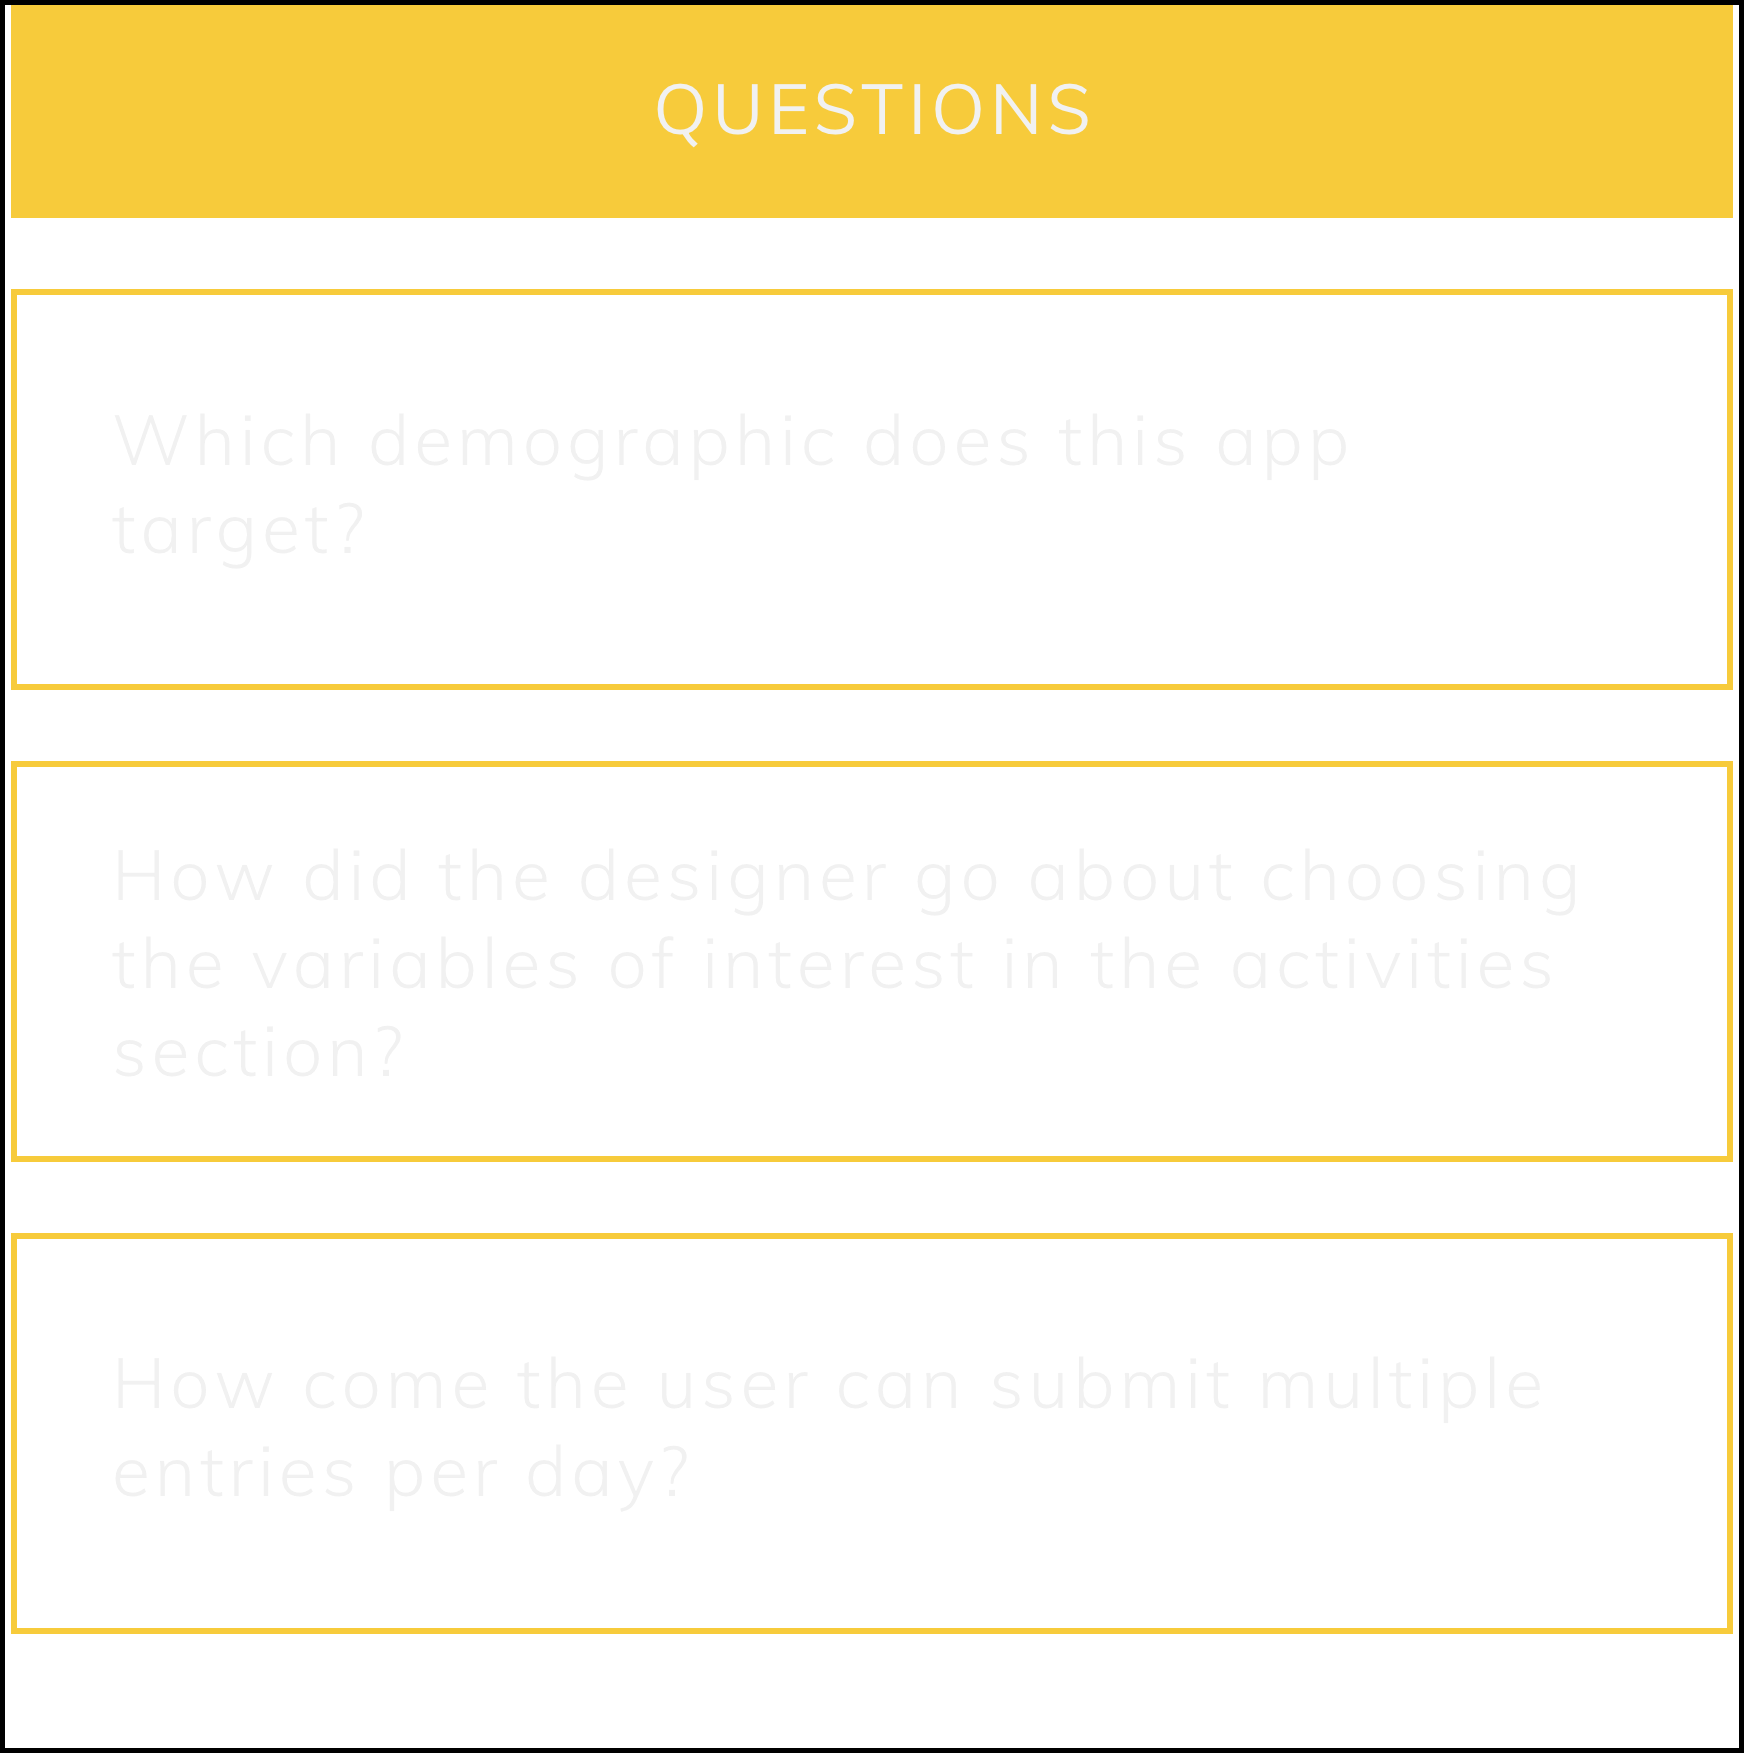 QUESTIONS
Which demographic does this app
target?
How did the designer go about choosing
the variables of interest in the activities
section?
How come the user can submit multiple
entries per day?